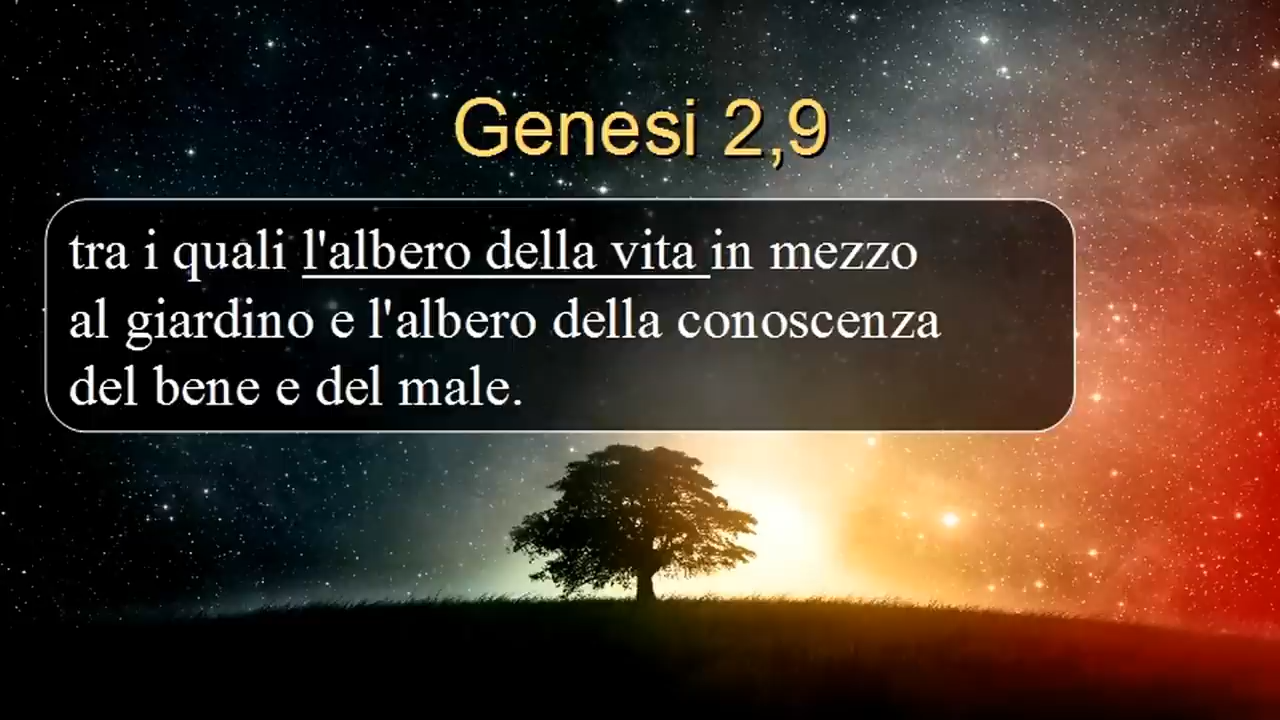 Genesi 2,9
tra i quali l'albero della vita in mezzo
al giardino e l'albero della conoscenza
del bene e del male.